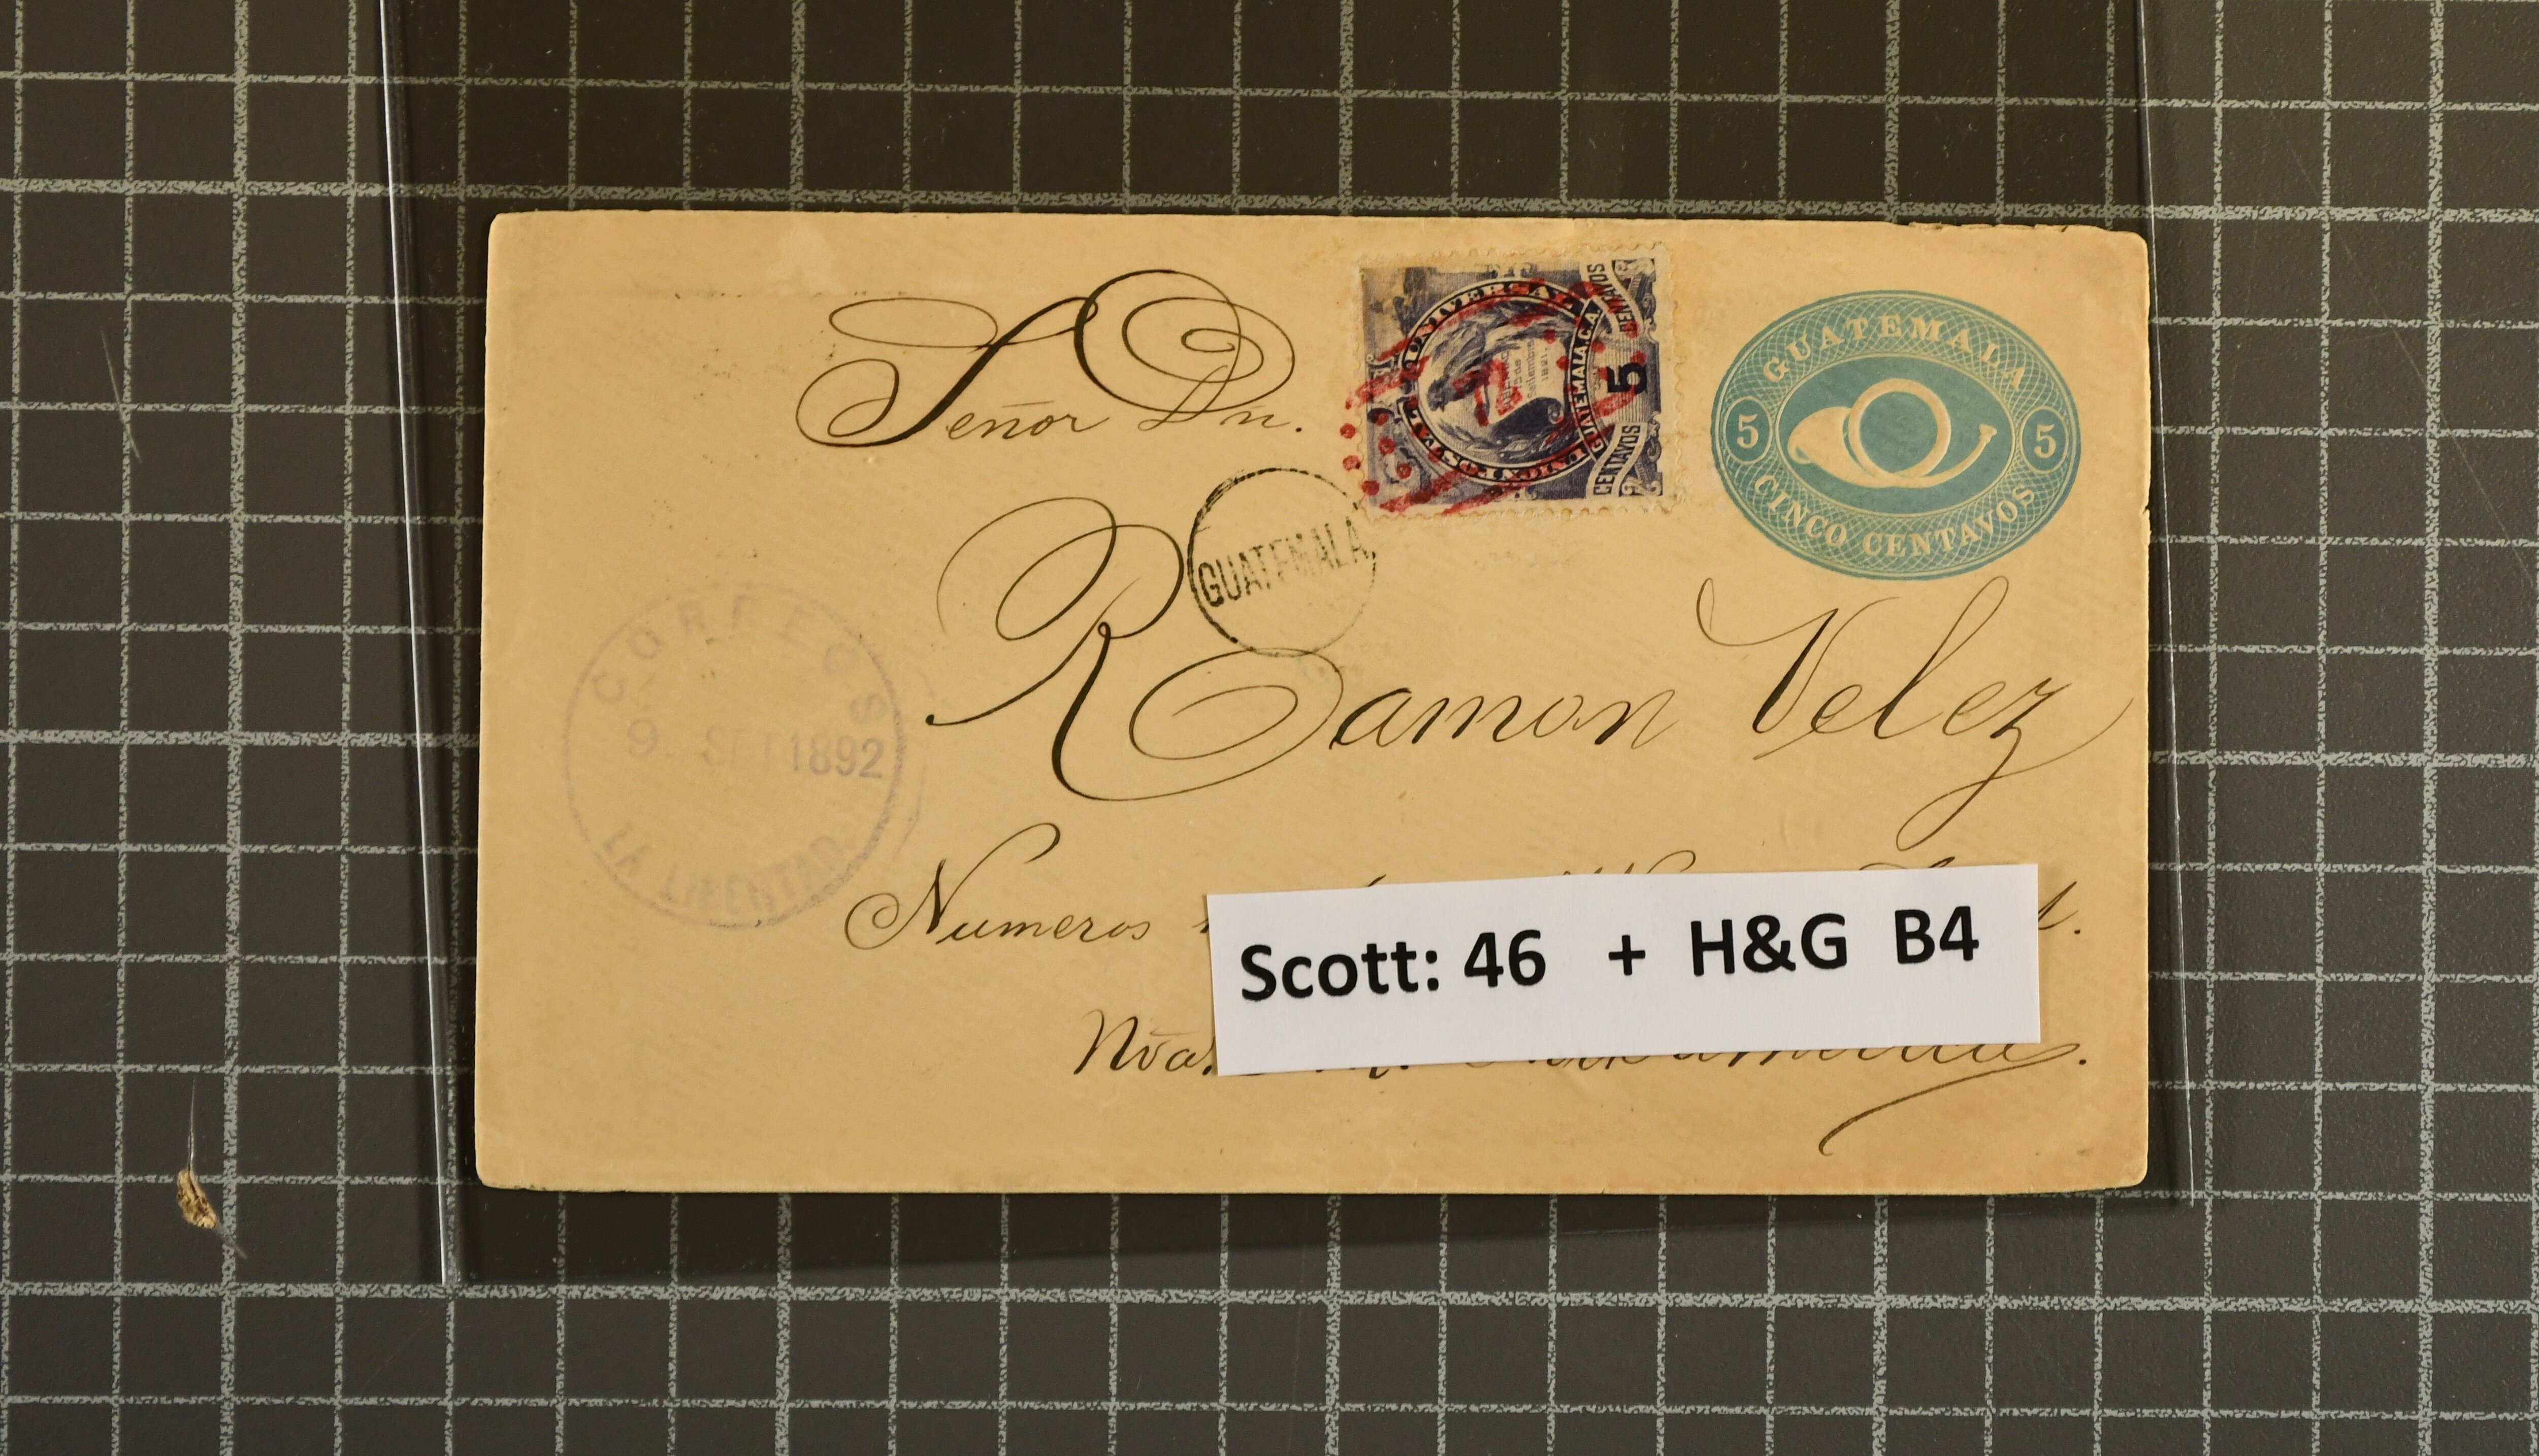 Señor Dn.
UNIVERSAL
GUATEMALA. C.A.
CENTAVOS
5
CENTAVOS
GUATEMALA
5 5
CINCO CENTAVOS
GUATEMALA
Ramon Velez
CORREOS
9 SET 1892
LA LIBERTAD.
Numeros
Scott: 46 + H&G B4